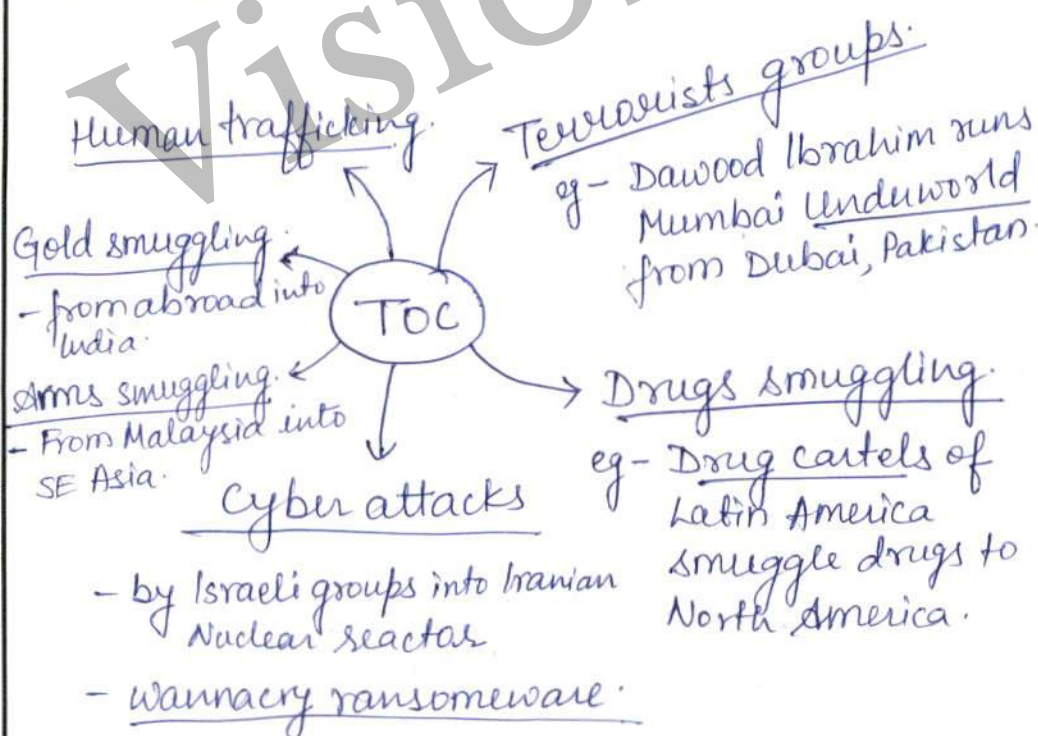 Vision
Human trafficking.
Terrorists groups.
eg - Dawood Ibrahim runs
Mumbai Underworld
from Dubai, Pakistan.
Gold smuggling.
- from abroad into
India.
TOC
Arms smuggling.
- From Malaysia into
SE Asia.
Drugs smuggling.
eg - Drug cartels of
Latin America
smuggle drugs to
North America.
Cyber attacks
- by Israeli groups into Iranian
Nuclear reactor
- wannacry ransomeware.